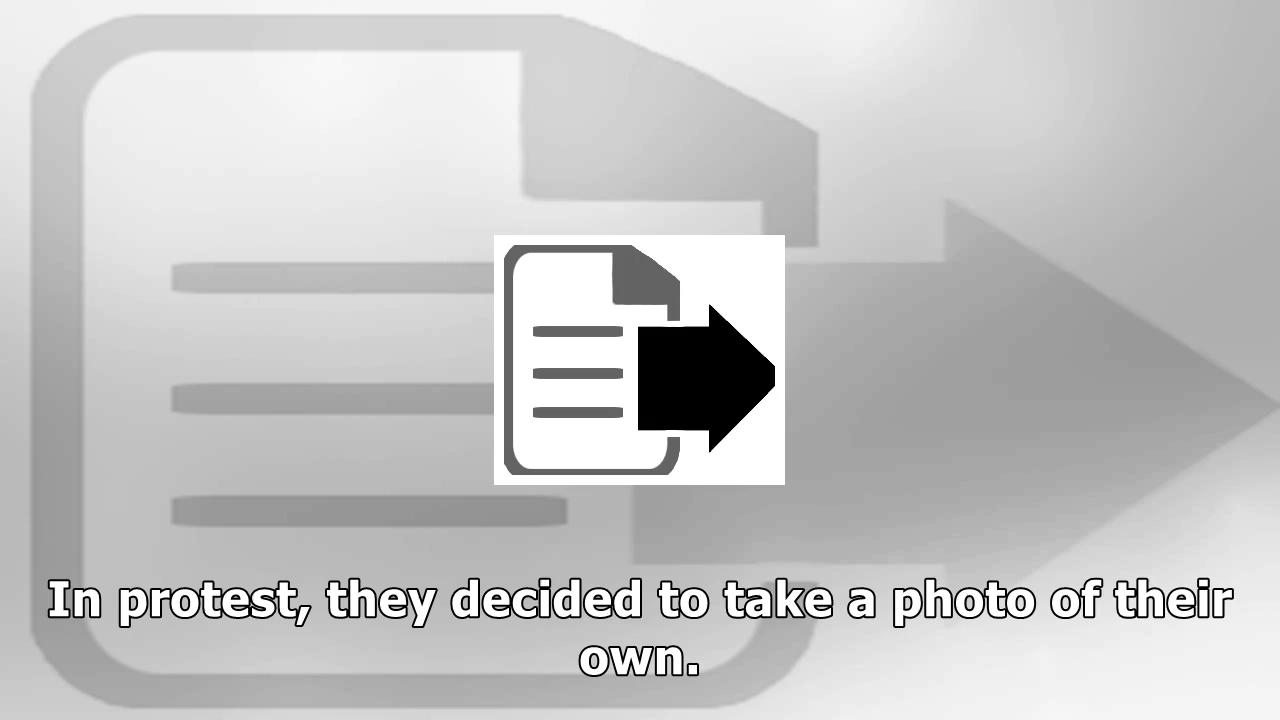 In protest, they decided to take a photo of their
own.